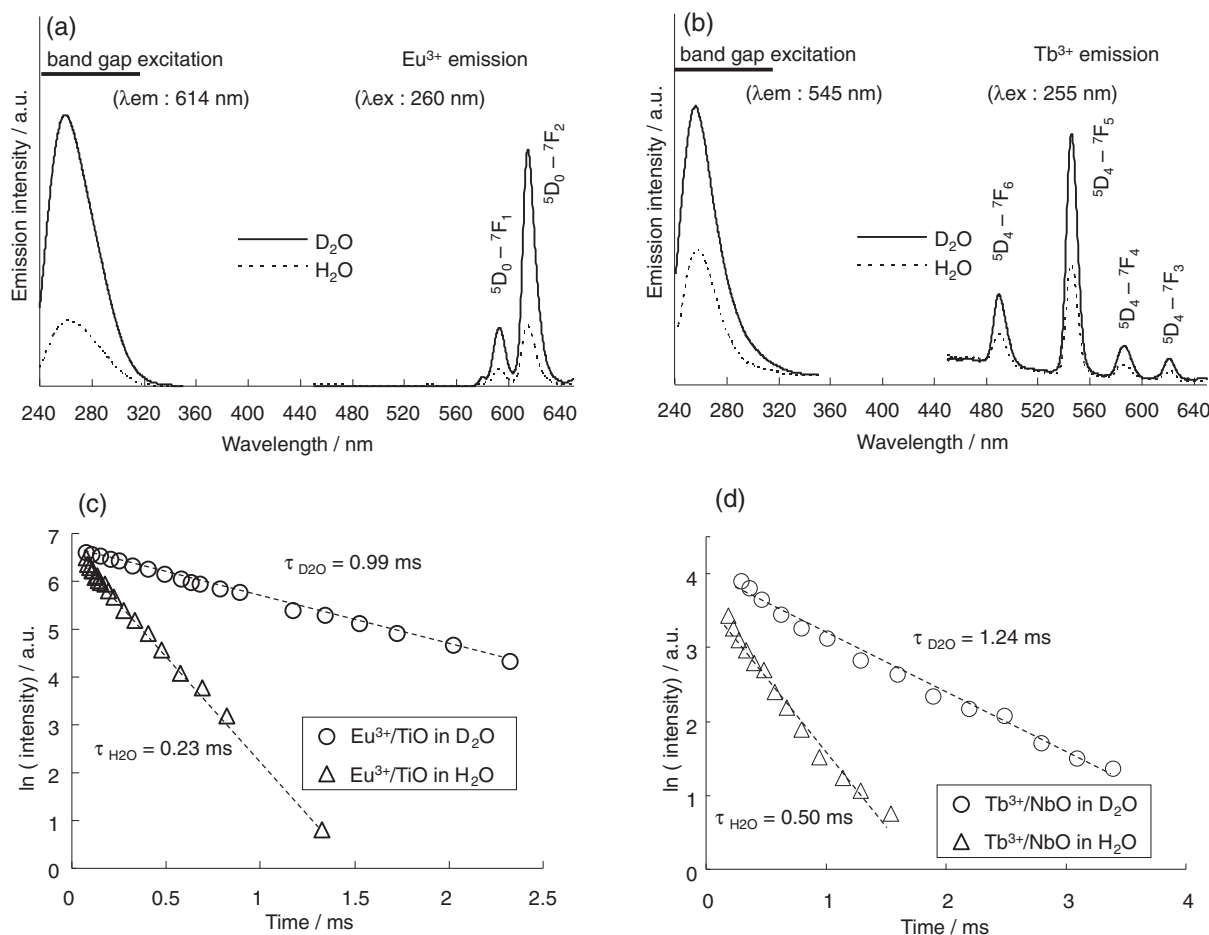 (a)
band gap excitation
Eu³⁺ emission
(λem : 614 nm)
(λex : 260 nm)
⁵D₀ – ⁷F₂
⁵D₀ – ⁷F₁
D₂O
H₂O
Emission intensity / a.u.
240 280 320 360 400 440 480 520 560 600 640
Wavelength / nm
(b)
band gap excitation
Tb³⁺ emission
(λem : 545 nm)
(λex : 255 nm)
⁵D₄ – ⁷F₆
⁵D₄ – ⁷F₅
⁵D₄ – ⁷F₄
⁵D₄ – ⁷F₃
D₂O
H₂O
Emission intensity / a.u.
240 280 320 360 400 440 480 520 560 600 640
Wavelength / nm
(c)
7
6
5
4
3
2
1
0
ln ( intensity) / a.u.
τ D2O = 0.99 ms
τ H2O = 0.23 ms
Eu³⁺/TiO in D₂O
Eu³⁺/TiO in H₂O
0 0.5 1 1.5 2 2.5
Time / ms
(d)
4
3
2
1
0
ln ( intensity) / a.u.
τ D2O = 1.24 ms
τ H2O = 0.50 ms
Tb³⁺/NbO in D₂O
Tb³⁺/NbO in H₂O
0 1 2 3 4
Time / ms